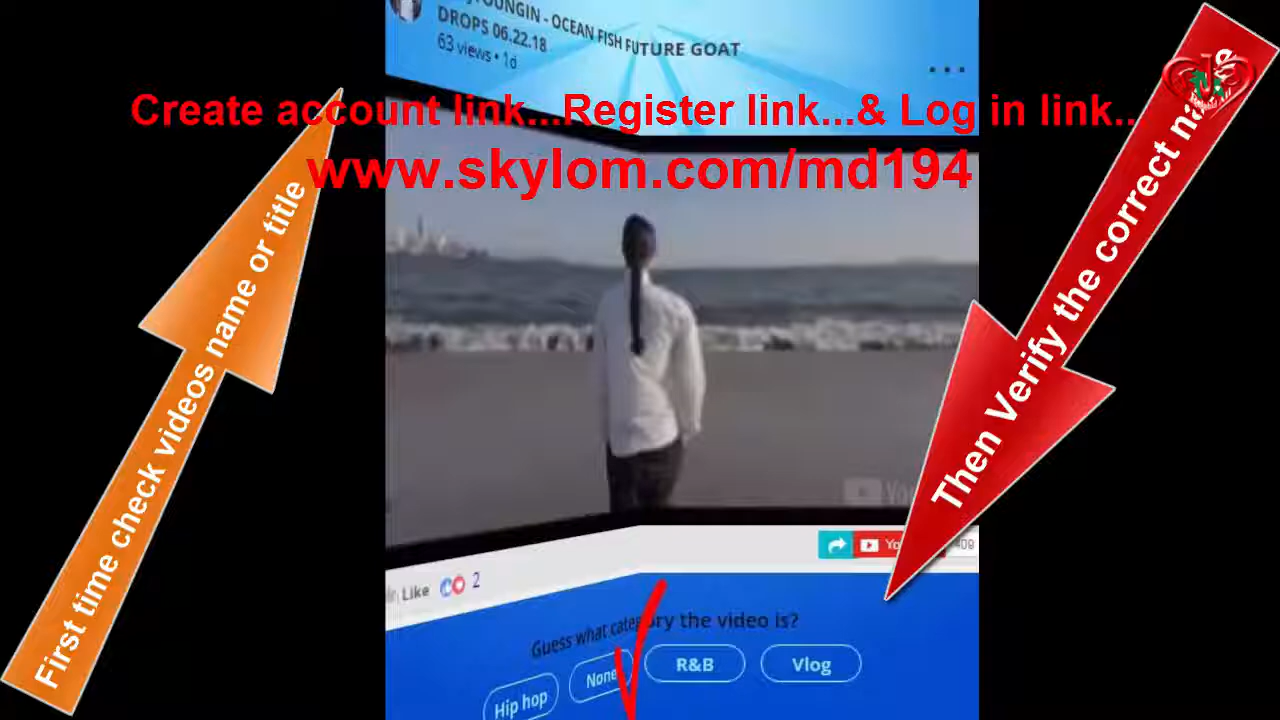 YOUNGIN - OCEAN FISH FUTURE GOAT
DROPS 06.22.18
63 views • 1d
Create account link...Register link...& Log in link..
www.skylom.com/md194
First time check videos name or title
Then Verify the correct
Like 2
409
Guess what category the video is?
Hip hop
None
R&B
Vlog